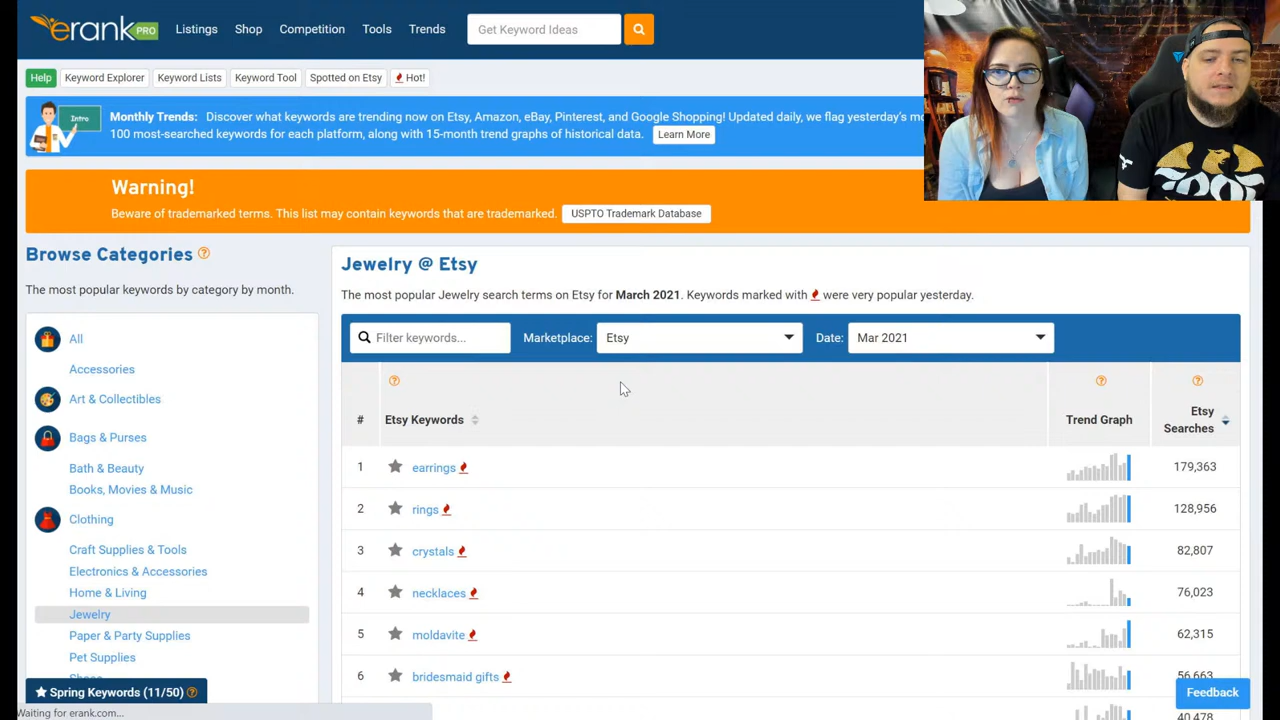 erank PRO
Listings Shop Competition Tools Trends
Get Keyword Ideas
Help Keyword Explorer Keyword Lists Keyword Tool Spotted on Etsy Hot!
Intro
Monthly Trends: Discover what keywords are trending now on Etsy, Amazon, eBay, Pinterest, and Google Shopping! Updated daily, we flag yesterday's
100 most-searched keywords for each platform, along with 15-month trend graphs of historical data. Learn More
Warning!
Beware of trademarked terms. This list may contain keywords that are trademarked. USPTO Trademark Database
Browse Categories ?
The most popular keywords by category by month.
All
Accessories
Art & Collectibles
Bags & Purses
Bath & Beauty
Books, Movies & Music
Clothing
Craft Supplies & Tools
Electronics & Accessories
Home & Living
Jewelry
Paper & Party Supplies
Pet Supplies
Spring Keywords (11/50) ?
Waiting for erank.com...
Jewelry @ Etsy
The most popular Jewelry search terms on Etsy for March 2021. Keywords marked with were very popular yesterday.
Filter keywords... Marketplace: Etsy Date: Mar 2021
? ? ?
# Etsy Keywords Trend Graph Etsy Searches
1 earrings 179,363
2 rings 128,956
3 crystals 82,807
4 necklaces 76,023
5 moldavite 62,315
6 bridesmaid gifts 56,663
40,478
Feedback